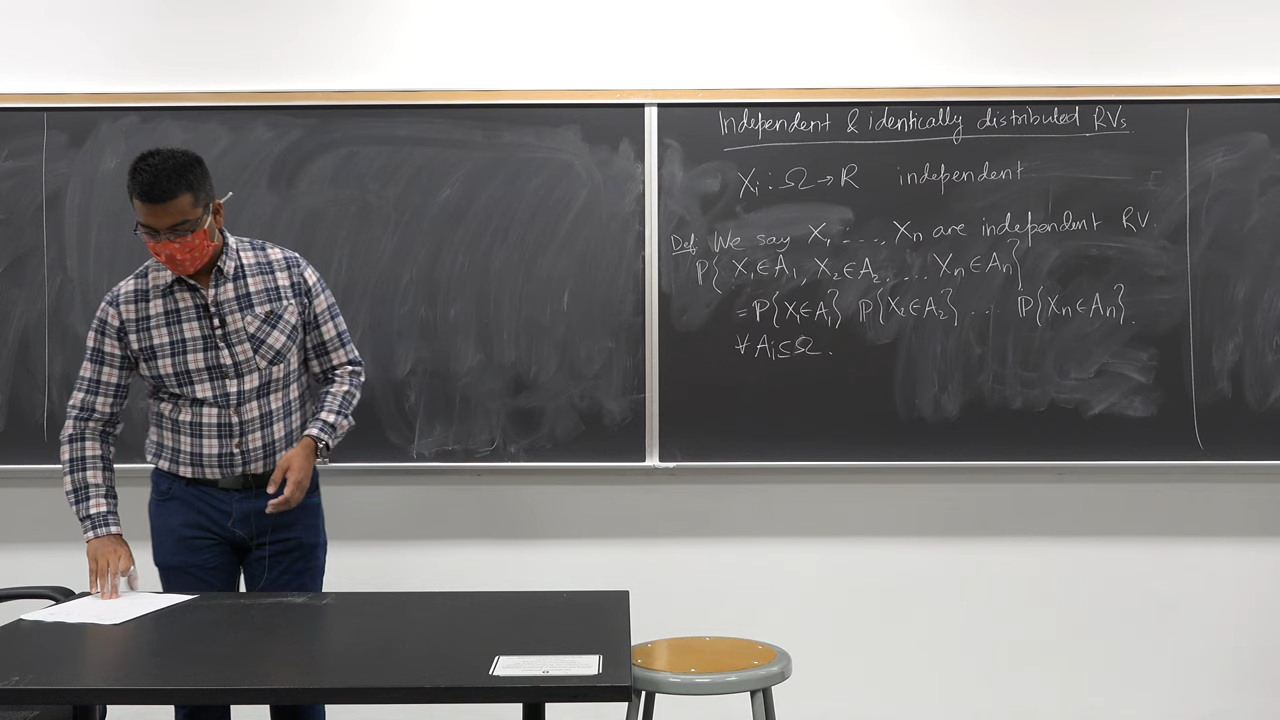 Independent & identically distributed RVs
Xi : Ω → R independent
Def: We say X1, ..., Xn are independent RV.
P{X1 ∈ A1, X2 ∈ A2, ... Xn ∈ An}
= P{X1 ∈ A1} P{X2 ∈ A2} ... P{Xn ∈ An}.
∀ Ai ⊆ Ω.